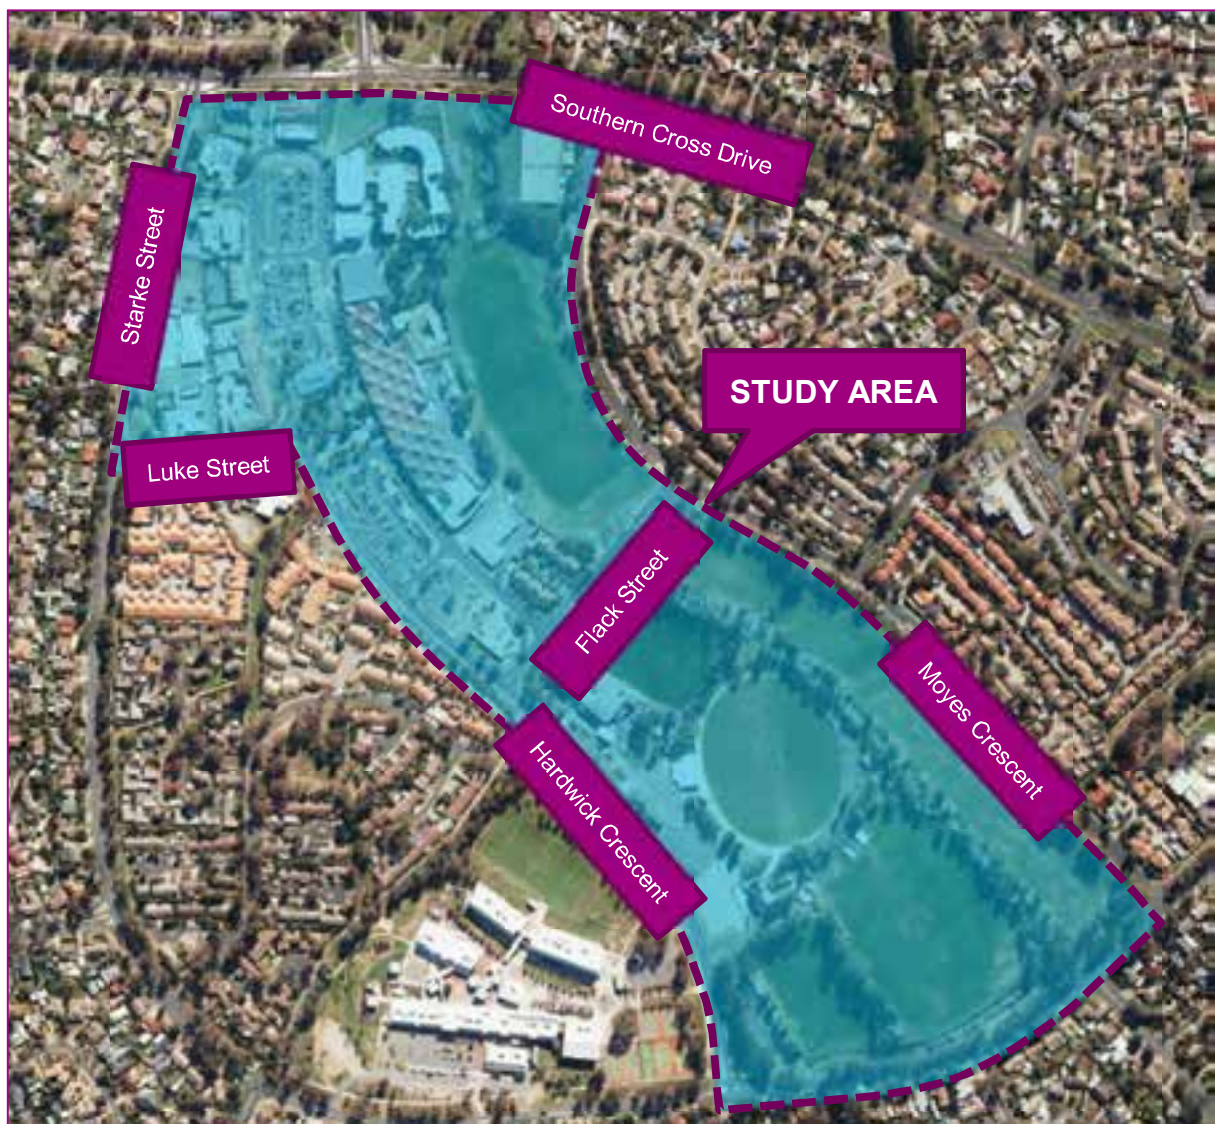 Southern Cross Drive
Starke Street
STUDY AREA
Luke Street
Flack Street
Moyes Crescent
Hardwick Crescent